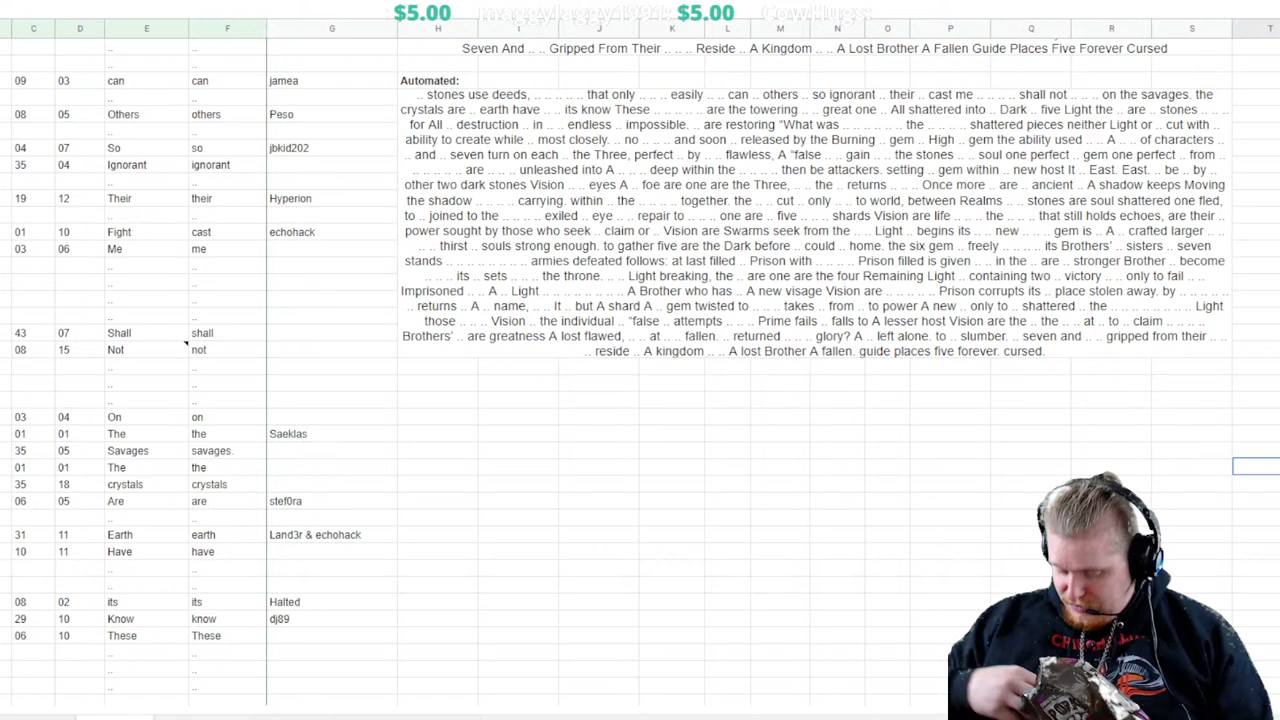 $5.00 maggylaggy1991: $5.00 CowHugs:
C D E F G H I J K L M N O P Q R S T
.. .. Seven And .. .. Gripped From Their .. .. .. Reside .. A Kingdom .. .. A Lost Brother A Fallen Guide Places Five Forever Cursed
.. ..
09 03 can can jamea Automated:
.. .. .. stones use deeds, .. .. .. .. that only .. .. easily .. can .. others .. so ignorant .. their .. cast me .. .. .. .. shall not .. .. .. on the savages. the
08 05 Others others Peso crystals are .. earth have .. .. its know These .. .. .. .. are the towering .. .. great one .. All shattered into .. Dark .. five Light the are .. stones ..
.. .. for All .. destruction .. in .. endless .. impossible. .. are restoring “What was .. .. .. .. .. the .. .. .. shattered pieces neither Light or .. cut with ..
04 07 So so jbkid202 ability to create while .. most closely. .. no .. .. and soon .. released by the Burning .. gem .. High .. gem the ability used .. .. A .. of characters ..
35 04 Ignorant ignorant .. and .. seven turn on each .. the Three, perfect .. by .. flawless, A “false .. gain .. the stones .. soul one perfect .. gem one perfect .. from ..
.. .. .. .. are .. .. unleashed into A .. .. deep within the .. .. .. then be attackers. setting .. gem within .. new host It .. East. East. .. be .. by ..
19 12 Their their Hyperion other two dark stones Vision .. .. eyes A .. foe are one are the Three, .. .. the .. returns .. .. Once more .. are .. ancient .. A shadow keeps Moving
.. .. the shadow .. .. .. .. carrying. within .. the .. .. .. together. the .. cut .. only .. .. to world, between Realms .. stones are soul shattered one fled,
01 10 Fight cast echohack to .. joined to the .. .. .. exiled .. eye .. repair to .. .. one are .. five .. .. shards Vision are life .. .. the .. .. that still holds echoes, are their ..
03 06 Me me power sought by those who seek .. claim or .. Vision are Swarms seek from the .. .. Light .. begins its .. new .. .. gem is .. A .. crafted larger ..
.. .. .. thirst .. souls strong enough. to gather five are the Dark before .. could .. home. the six gem .. freely .. .. its Brothers’ .. sisters .. seven
.. .. stands .. .. .. .. armies defeated follows: at last filled .. Prison with .. .. .. Prison filled is given .. in the .. are .. stronger Brother .. become
.. .. .. its .. sets .. .. the throne. .. .. Light breaking, the .. are one are the four Remaining Light .. containing two .. victory .. .. only to fail ..
.. .. Imprisoned .. .. A .. Light .. .. .. .. .. .. A Brother who has .. A new visage Vision are .. .. .. .. Prison corrupts its .. place stolen away. by .. .. .. ..
.. returns .. A .. name, .. .. It .. but A shard A .. gem twisted to .. .. takes .. from .. to power A new .. only to .. shattered .. the .. .. .. .. .. .. .. Light
43 07 Shall shall those .. .. .. Vision .. the individual .. “false .. attempts .. .. Prime fails .. falls to A lesser host Vision are the .. the .. at .. to .. claim .. ..
08 15 Not not Brothers’ .. are greatness A lost flawed, .. .. at .. .. fallen. .. returned .. .. glory? A .. left alone. to .. slumber. .. seven and .. gripped from their .. ..
.. .. .. reside .. A kingdom .. .. A lost Brother A fallen. guide places five forever. cursed.
.. ..
.. ..
03 04 On on
01 01 The the Saeklas
35 05 Savages savages.
01 01 The the
35 18 crystals crystals
06 05 Are are stef0ra
.. ..
31 11 Earth earth Land3r & echohack
10 11 Have have
.. ..
.. ..
08 02 its its Halted
29 10 Know know dj89
06 10 These These
.. ..
.. ..
.. ..